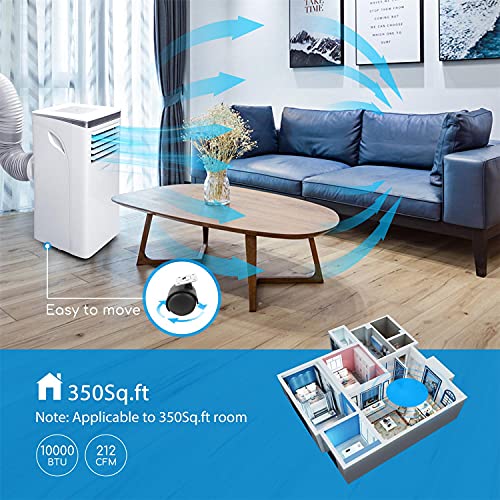 Easy to move
350Sq.ft
Note: Applicable to 350Sq.ft room
10000
BTU
212
CFM